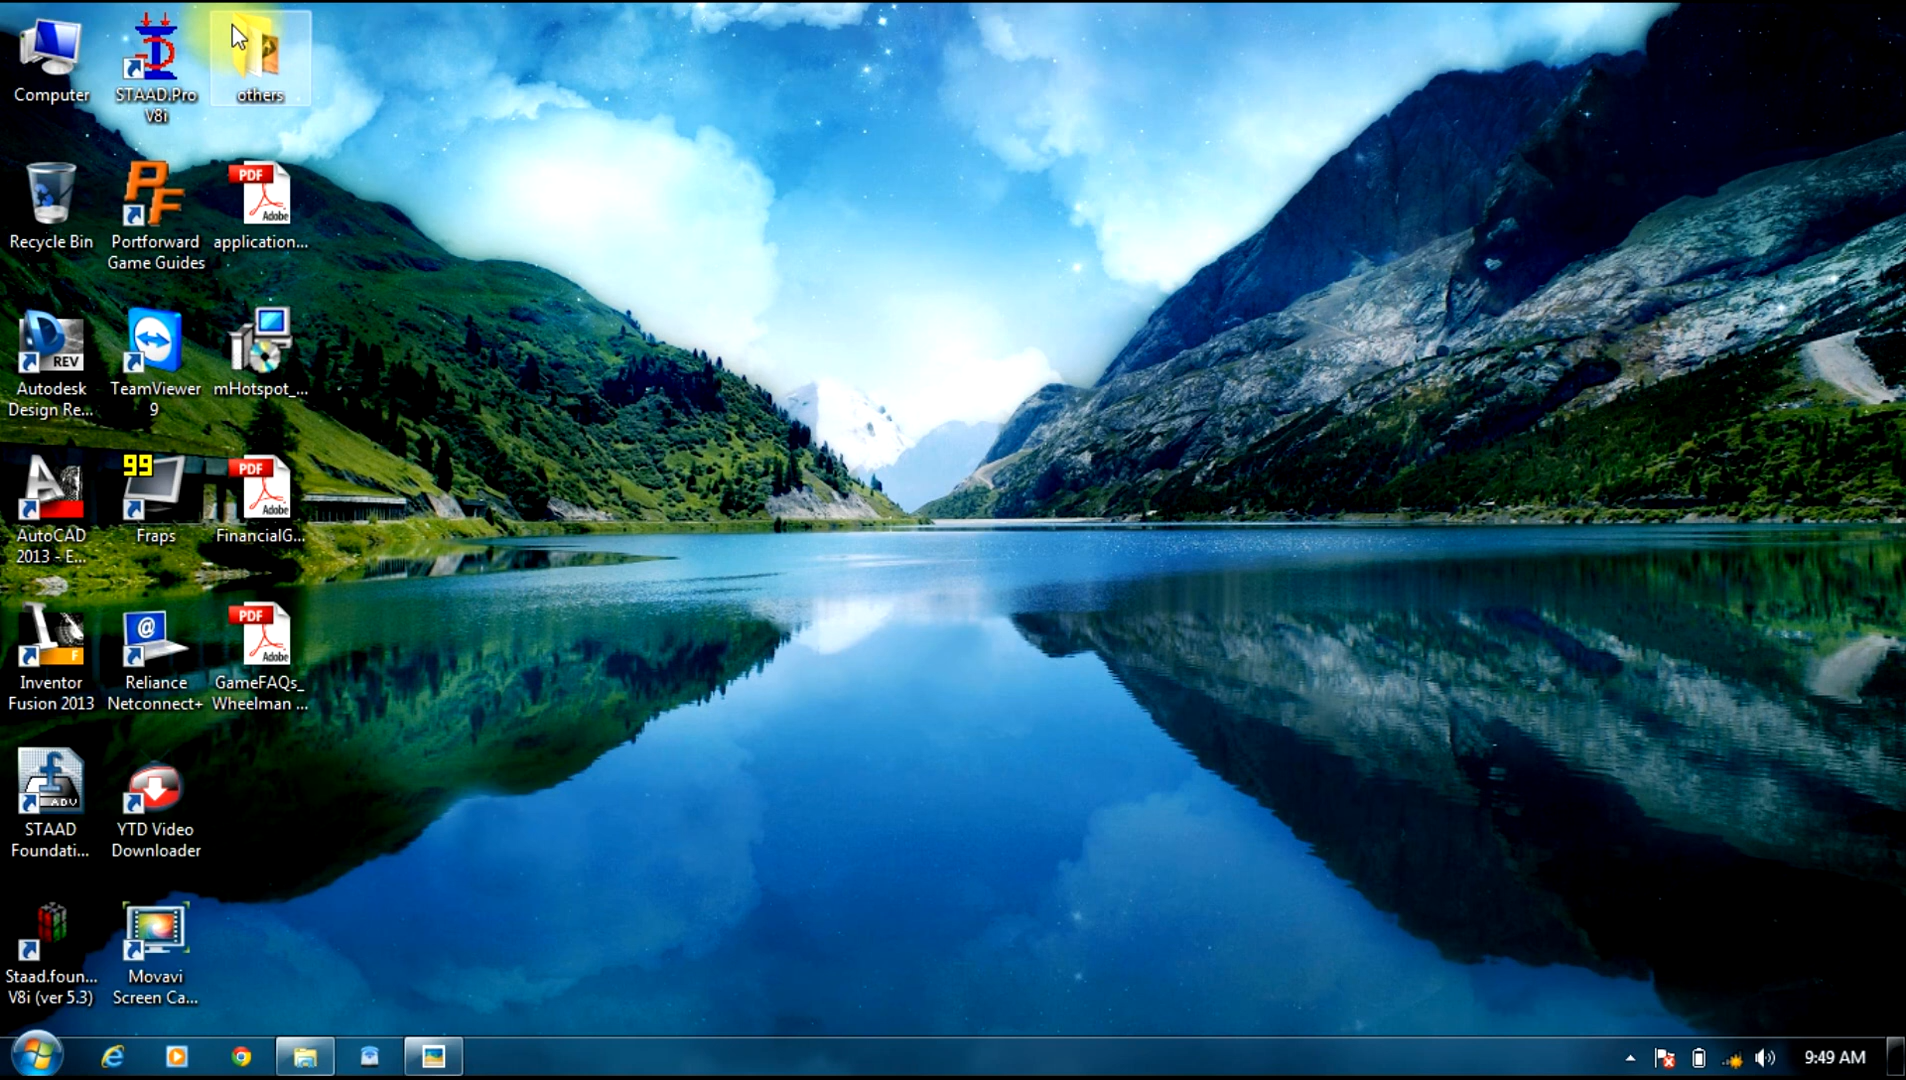 Computer
STAAD.Pro
V8i
others
Recycle Bin
Portforward
Game Guides
PDF
Adobe
application...
REV
Autodesk
Design Re...
TeamViewer
9
mHotspot_...
AutoCAD
2013 - E...
99
Fraps
PDF
Adobe
FinancialG...
F
Inventor
Fusion 2013
@
Reliance
Netconnect+
PDF
Adobe
GameFAQs_
Wheelman ...
ADV
STAAD
Foundati...
YTD Video
Downloader
Staad.foun...
V8i (ver 5.3)
Movavi
Screen Ca...
9:49 AM